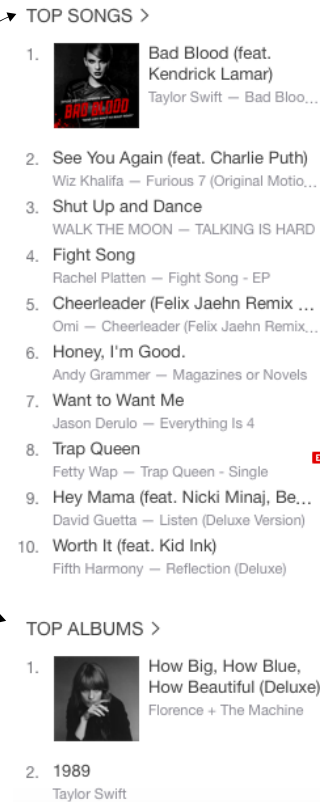 TOP SONGS >
1.
Bad Blood (feat.
Kendrick Lamar)
Taylor Swift — Bad Bloo...
BAD BLOOD
2. See You Again (feat. Charlie Puth)
Wiz Khalifa — Furious 7 (Original Motio...
3. Shut Up and Dance
WALK THE MOON — TALKING IS HARD
4. Fight Song
Rachel Platten — Fight Song - EP
5. Cheerleader (Felix Jaehn Remix ...
Omi — Cheerleader (Felix Jaehn Remix...
6. Honey, I'm Good.
Andy Grammer — Magazines or Novels
7. Want to Want Me
Jason Derulo — Everything Is 4
8. Trap Queen
Fetty Wap — Trap Queen - Single
9. Hey Mama (feat. Nicki Minaj, Be...
David Guetta — Listen (Deluxe Version)
10. Worth It (feat. Kid Ink)
Fifth Harmony — Reflection (Deluxe)
TOP ALBUMS >
1.
How Big, How Blue,
How Beautiful (Deluxe)
Florence + The Machine
2. 1989
Taylor Swift